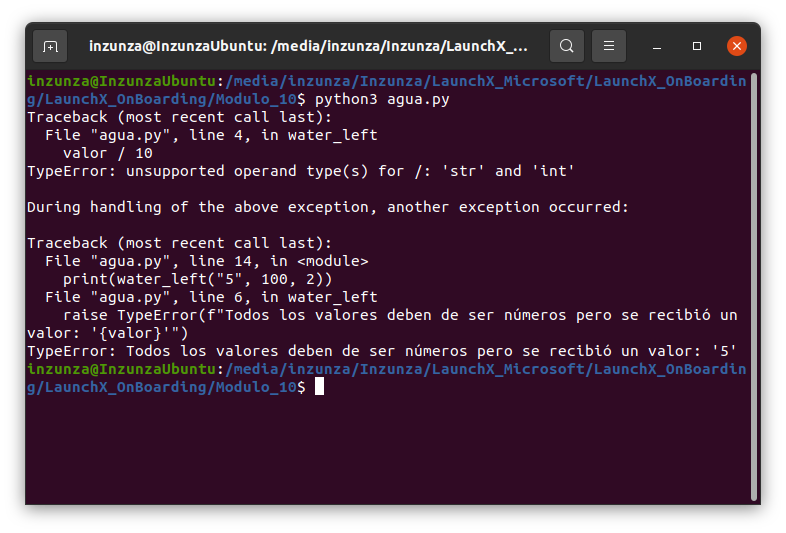 inzunza@InzunzaUbuntu: /media/inzunza/Inzunza/LaunchX_...
inzunza@InzunzaUbuntu:/media/inzunza/Inzunza/LaunchX_Microsoft/LaunchX_OnBoardin
g/LaunchX_OnBoarding/Modulo_10$ python3 agua.py
Traceback (most recent call last):
  File "agua.py", line 4, in water_left
    valor / 10
TypeError: unsupported operand type(s) for /: 'str' and 'int'

During handling of the above exception, another exception occurred:

Traceback (most recent call last):
  File "agua.py", line 14, in <module>
    print(water_left("5", 100, 2))
  File "agua.py", line 6, in water_left
    raise TypeError(f"Todos los valores deben de ser números pero se recibió un
valor: '{valor}'")
TypeError: Todos los valores deben de ser números pero se recibió un valor: '5'
inzunza@InzunzaUbuntu:/media/inzunza/Inzunza/LaunchX_Microsoft/LaunchX_OnBoardin
g/LaunchX_OnBoarding/Modulo_10$